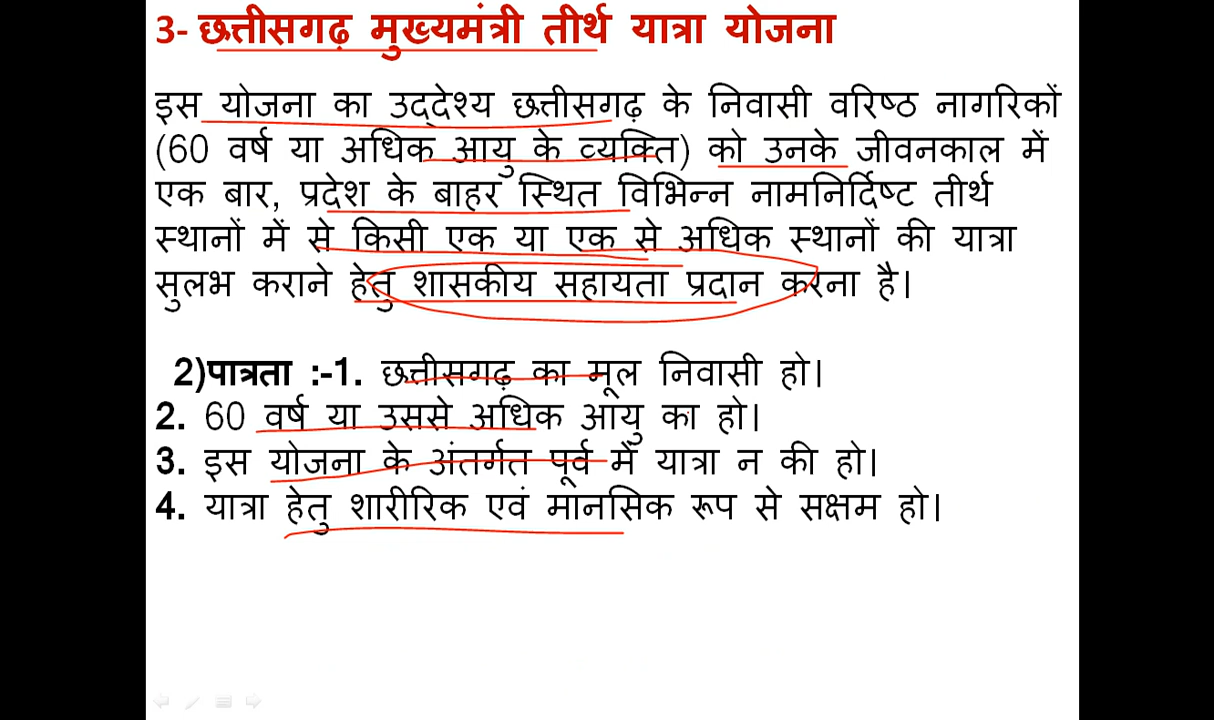 3- छत्तीसगढ़ मुख्यमंत्री तीर्थ यात्रा योजना
इस योजना का उद्देश्य छत्तीसगढ़ के निवासी वरिष्ठ नागरिकों
(60 वर्ष या अधिक आयु के व्यक्ति) को उनके जीवनकाल में
एक बार, प्रदेश के बाहर स्थित विभिन्न नामनिर्दिष्ट तीर्थ
स्थानों में से किसी एक या एक से अधिक स्थानों की यात्रा
सुलभ कराने हेतु शासकीय सहायता प्रदान करना है।
2)पात्रता :-1. छत्तीसगढ़ का मूल निवासी हो।
2. 60 वर्ष या उससे अधिक आयु का हो।
3. इस योजना के अंतर्गत पूर्व में यात्रा न की हो।
4. यात्रा हेतु शारीरिक एवं मानसिक रूप से सक्षम हो।